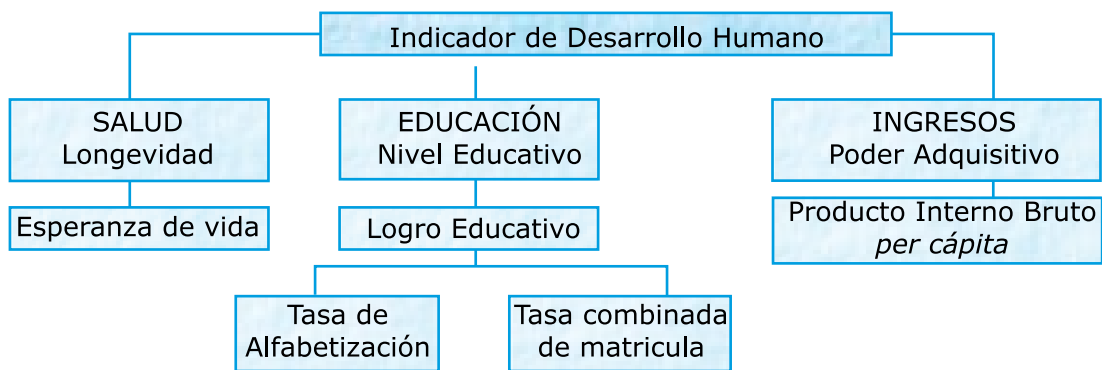 Indicador de Desarrollo Humano
SALUD
Longevidad
EDUCACIÓN
Nivel Educativo
INGRESOS
Poder Adquisitivo
Esperanza de vida
Logro Educativo
Producto Interno Bruto
per cápita
Tasa de
Alfabetización
Tasa combinada
de matricula